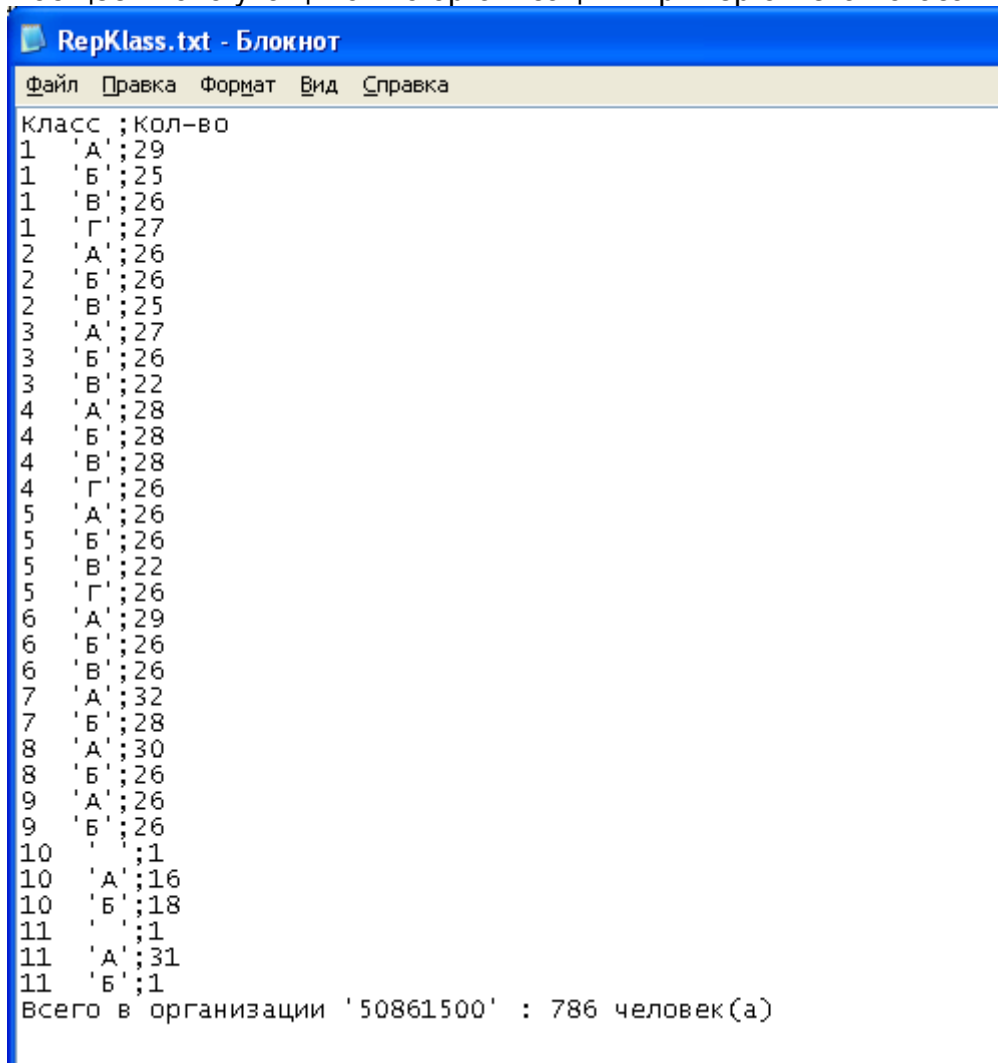 RepKlass.txt - Блокнот
Файл Правка Формат Вид Справка
Класс ;Кол-во
1   'А';29
1   'Б';25
1   'В';26
1   'Г';27
2   'А';26
2   'Б';26
2   'В';25
3   'А';27
3   'Б';26
3   'В';22
4   'А';28
4   'Б';28
4   'В';28
4   'Г';26
5   'А';26
5   'Б';26
5   'В';22
5   'Г';26
6   'А';29
6   'Б';26
6   'В';26
7   'А';32
7   'Б';28
8   'А';30
8   'Б';26
9   'А';26
9   'Б';26
10   ' ';1
10   'А';16
10   'Б';18
11   ' ';1
11   'А';31
11   'Б';1
Всего в организации '50861500' : 786 человек(а)